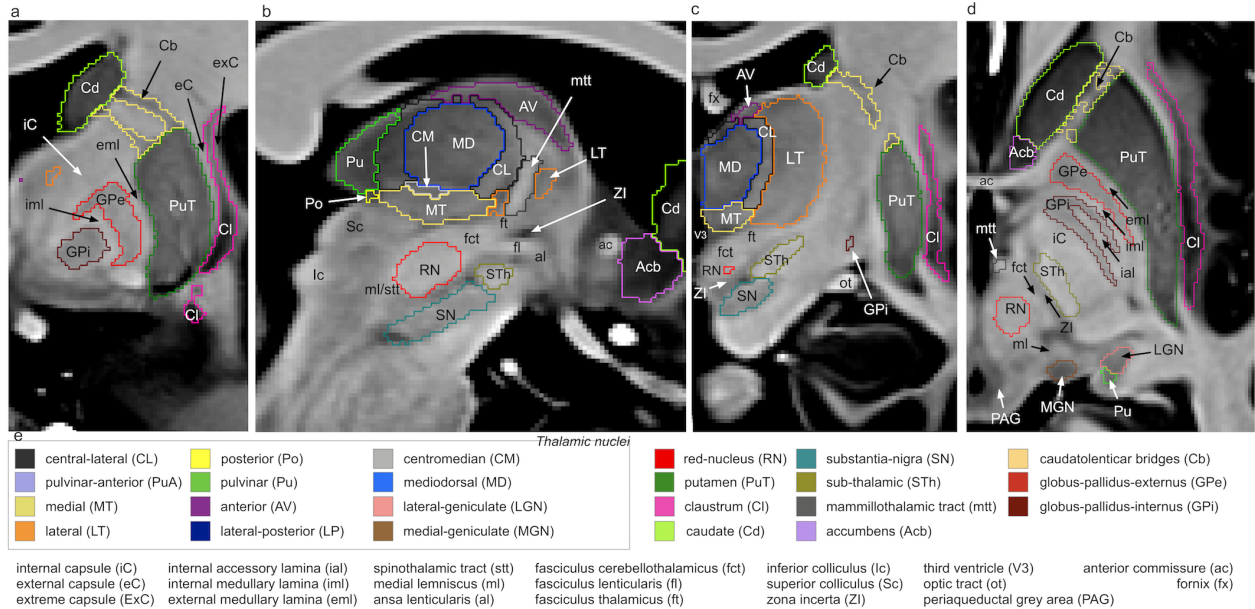 a
Cb
exC
eC
Cd
iC
eml
GPe
iml
PuT
GPi
Cl
Cl
b
mtt
AV
CM
MD
LT
Pu
CL
ZI
Po
MT
Cd
Sc
ft
fct
fl
ac
al
Ic
RN
STh
Acb
ml/stt
SN
c
Cd
Cb
AV
fx
CL
MD
LT
PuT
MT
V3
ft
Cl
fct
STh
RN
ZI
SN
ot
GPi
d
Cb
Cd
Acb
PuT
GPe
ac
GPi
eml
mtt
iC
iml
Cl
fct
STh
ial
RN
ZI
ml
LGN
PAG
MGN
Pu
e
Thalamic nuclei
central-lateral (CL) posterior (Po) centromedian (CM) red-nucleus (RN) substantia-nigra (SN) caudatolenticar bridges (Cb)
pulvinar-anterior (PuA) pulvinar (Pu) mediodorsal (MD) putamen (PuT) sub-thalamic (STh) globus-pallidus-externus (GPe)
medial (MT) anterior (AV) lateral-geniculate (LGN) claustrum (Cl) mammillothalamic tract (mtt) globus-pallidus-internus (GPi)
lateral (LT) lateral-posterior (LP) medial-geniculate (MGN) caudate (Cd) accumbens (Acb)
internal capsule (iC) internal accessory lamina (ial) spinothalamic tract (stt) fasciculus cerebellothalamicus (fct) inferior colliculus (Ic) third ventricle (V3) anterior commissure (ac)
external capsule (eC) internal medullary lamina (iml) medial lemniscus (ml) fasciculus lenticularis (fl) superior colliculus (Sc) optic tract (ot) fornix (fx)
extreme capsule (ExC) external medullary lamina (eml) ansa lenticularis (al) fasciculus thalamicus (ft) zona incerta (ZI) periaqueductal grey area (PAG)